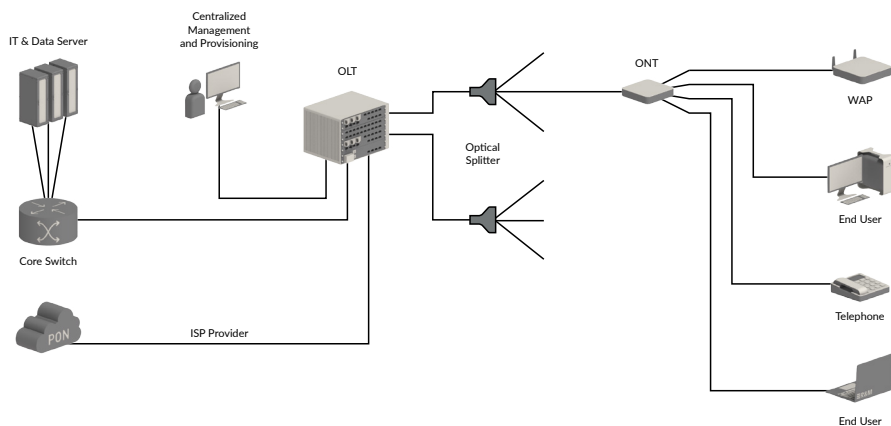 Centralized
Management
and Provisioning
IT & Data Server
OLT
ONT
WAP
Optical
Splitter
End User
Core Switch
PON
ISP Provider
Telephone
End User